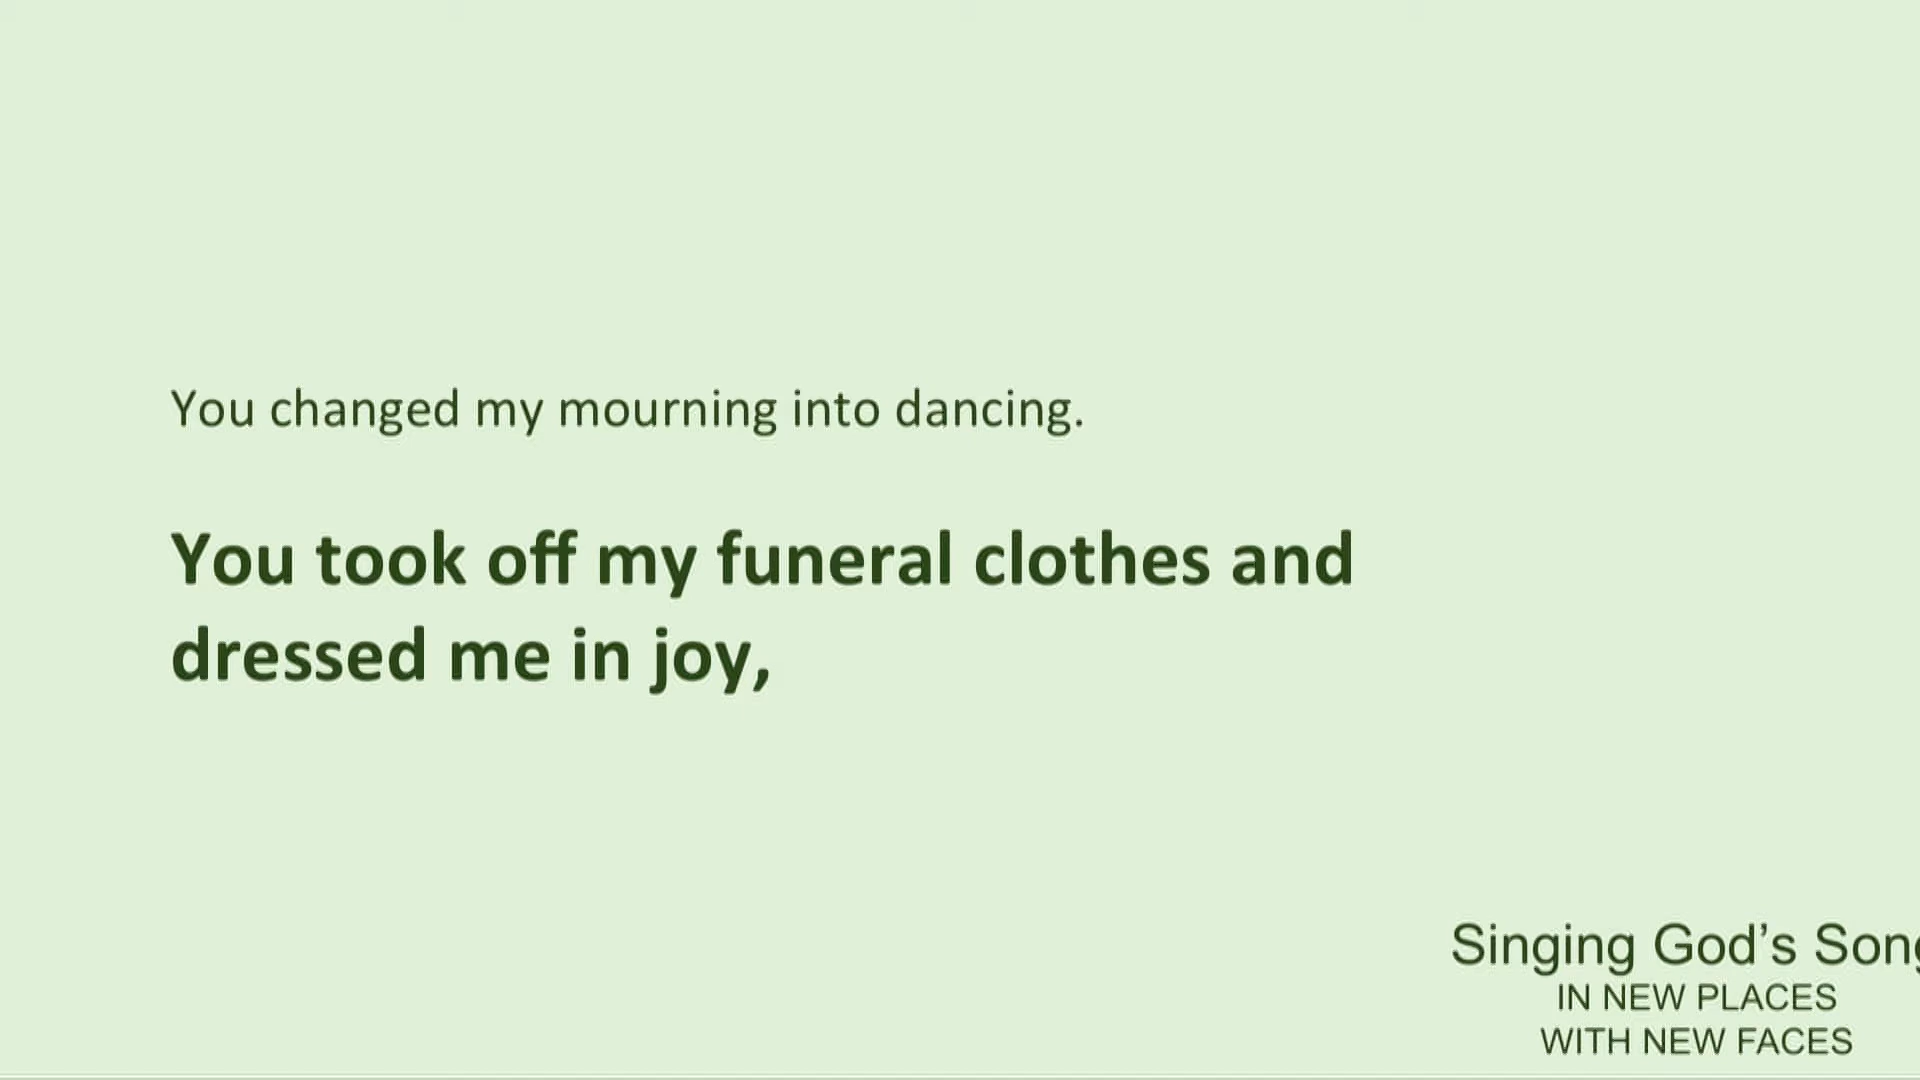 You changed my mourning into dancing.
You took off my funeral clothes and
dressed me in joy,
Singing God’s Song
IN NEW PLACES
WITH NEW FACES